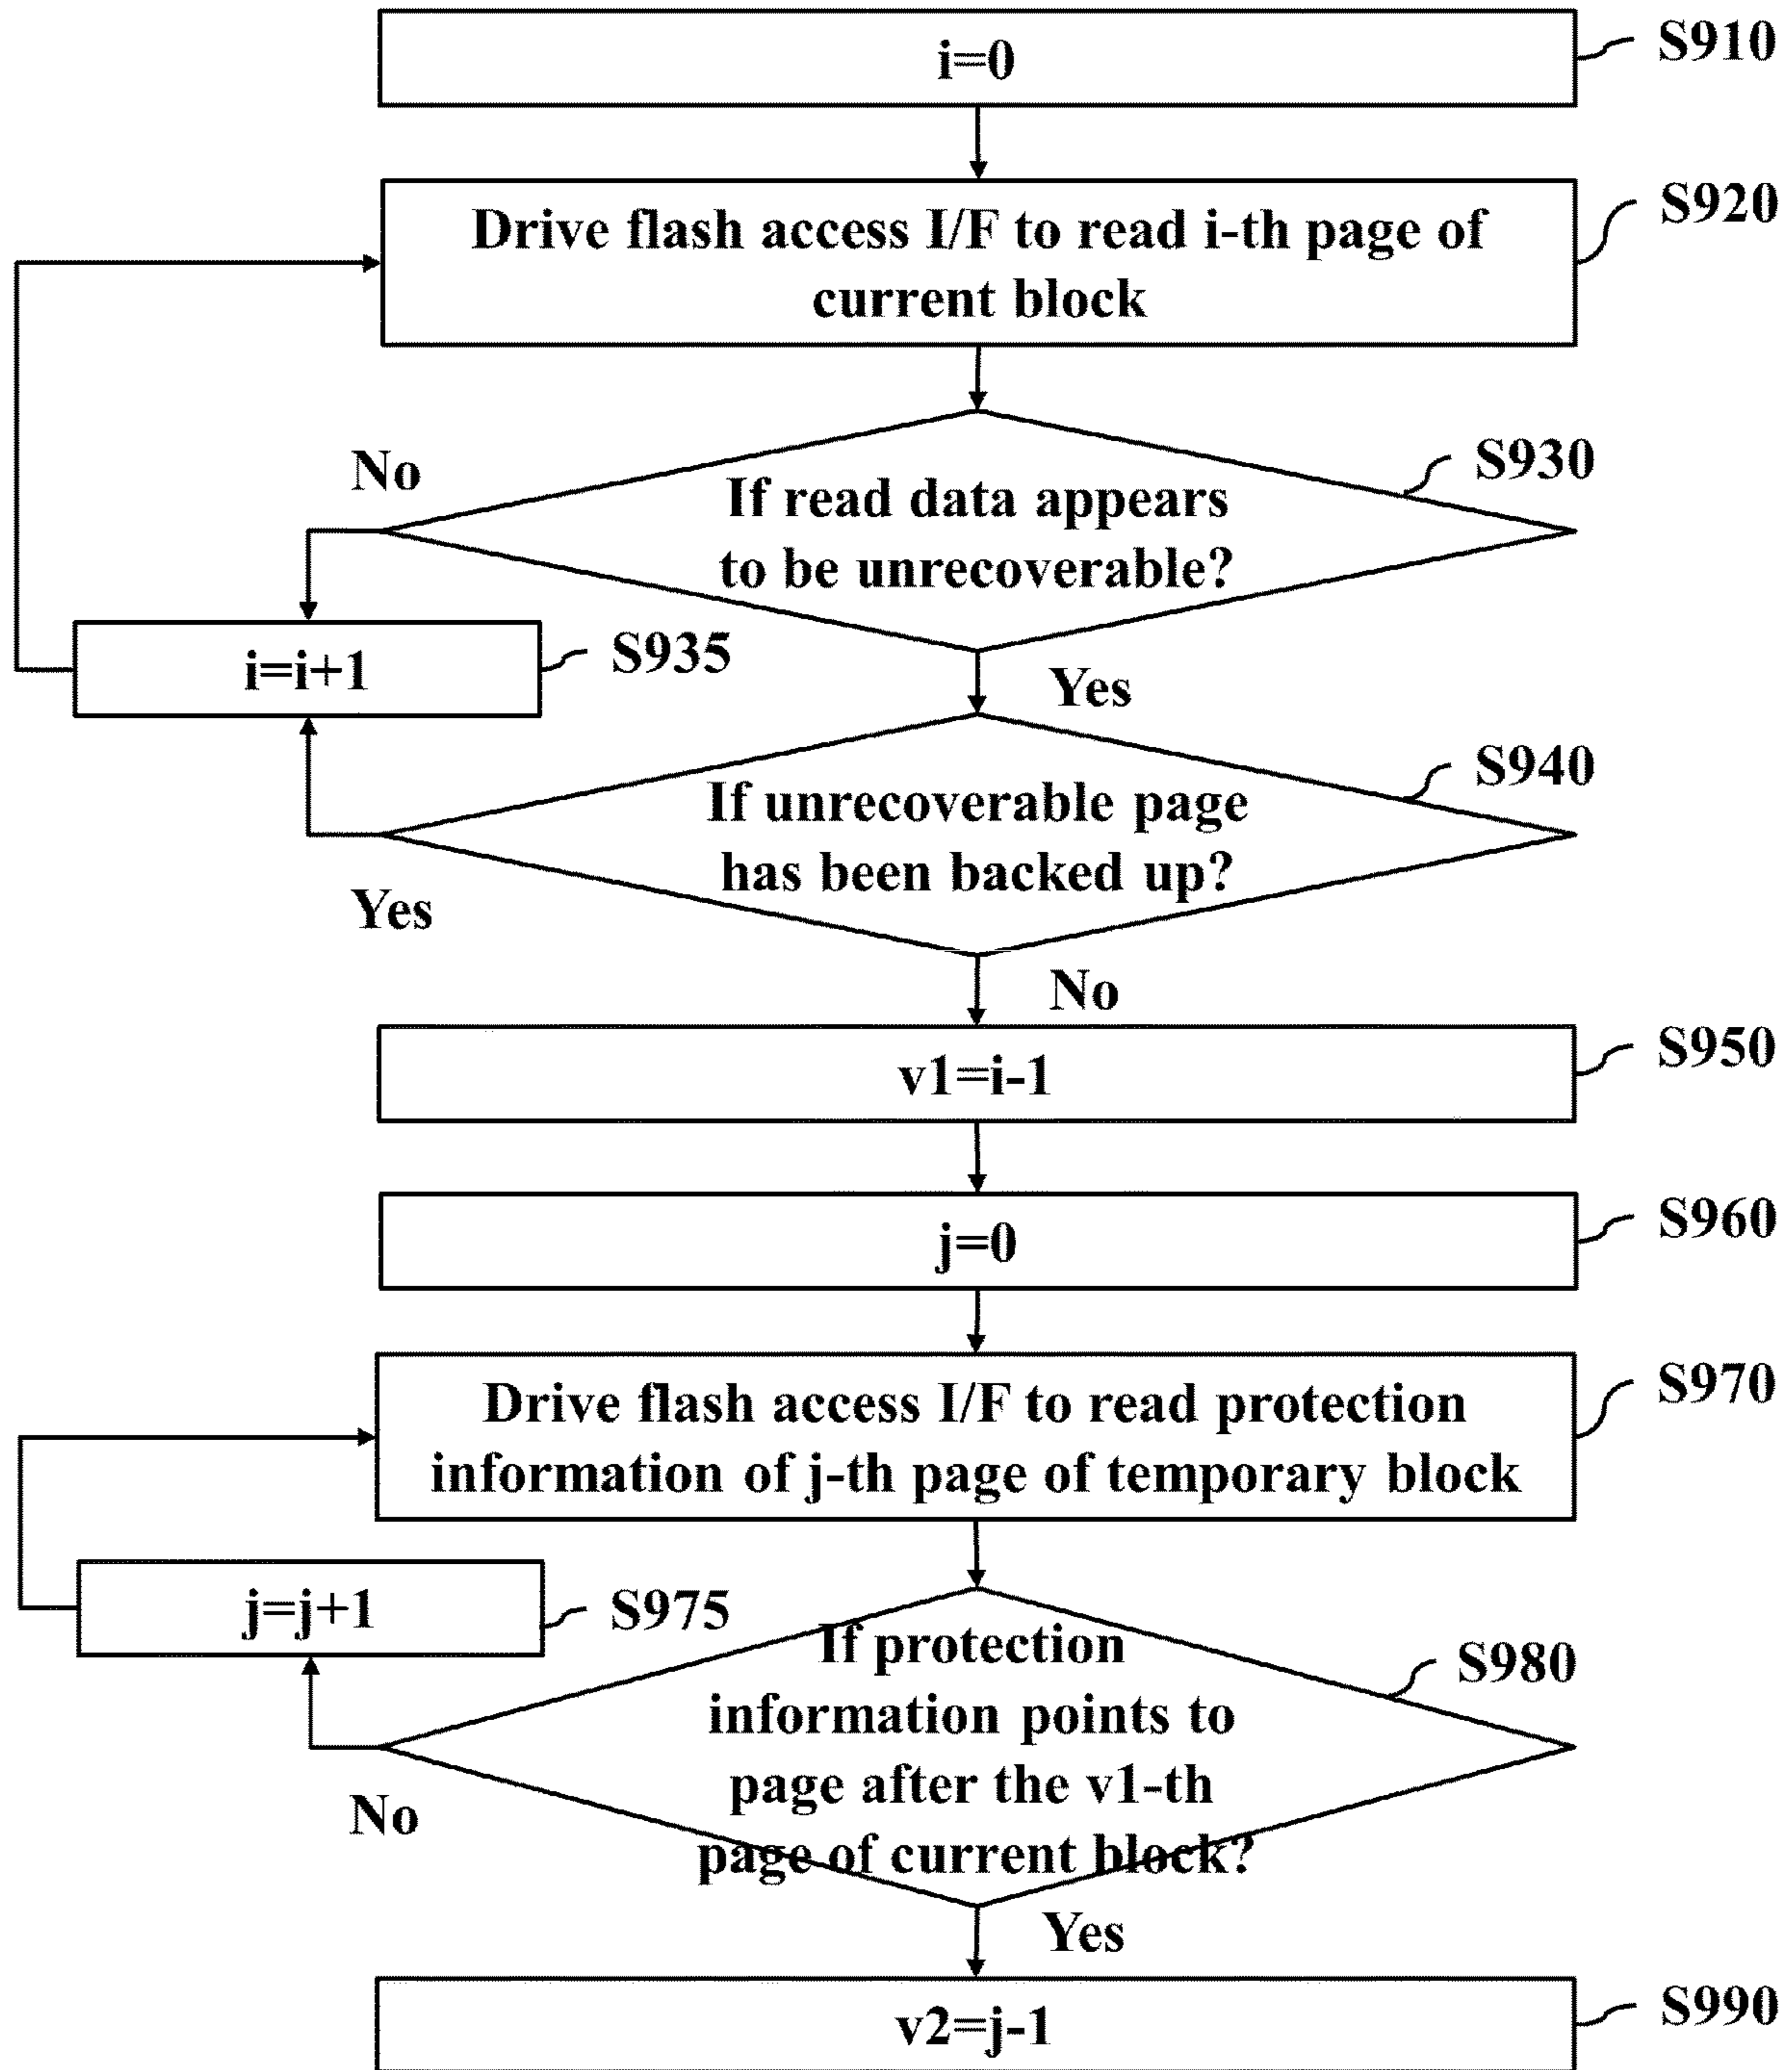 i=0
S910
Drive flash access I/F to read i-th page of
current block
S920
No
If read data appears
to be unrecoverable?
S930
i=i+1
S935
Yes
If unrecoverable page
has been backed up?
S940
Yes
No
v1=i-1
S950
j=0
S960
Drive flash access I/F to read protection
information of j-th page of temporary block
S970
j=j+1
S975
If protection
information points to
page after the v1-th
page of current block?
S980
No
Yes
v2=j-1
S990